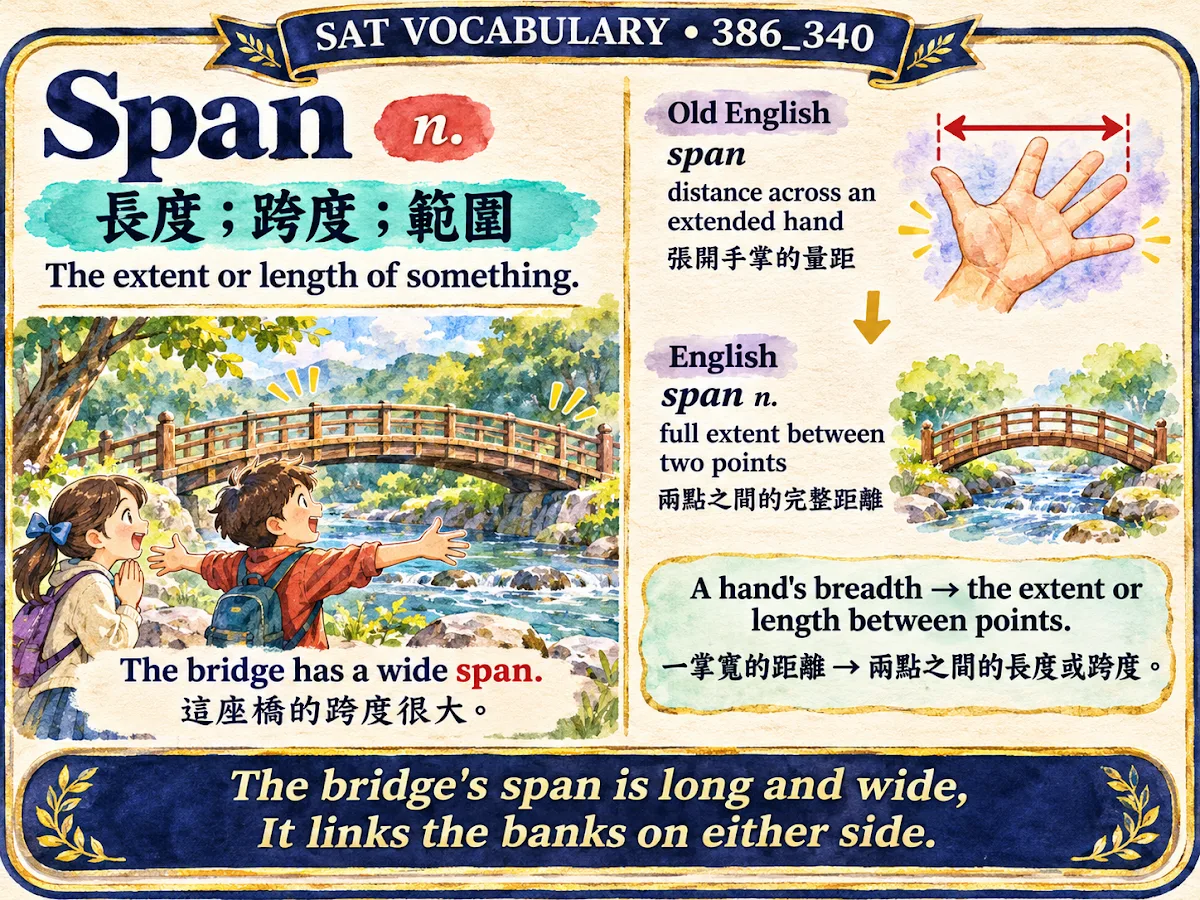 SAT VOCABULARY • 386_340
Span n.
長度；跨度；範圍
The extent or length of something.
The bridge has a wide span.
這座橋的跨度很大。
Old English
span
distance across an
extended hand
張開手掌的量距
English
span n.
full extent between
two points
兩點之間的完整距離
A hand's breadth → the extent or
length between points.
一掌寬的距離 → 兩點之間的長度或跨度。
The bridge’s span is long and wide,
It links the banks on either side.